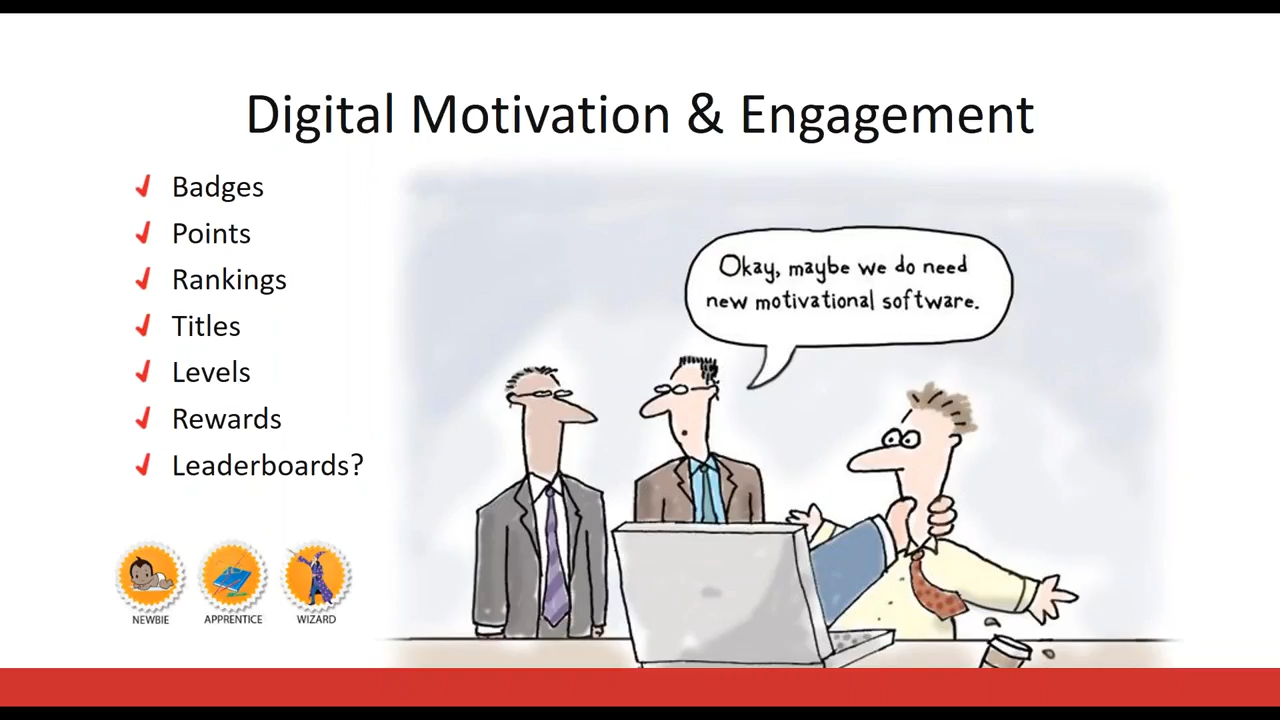 Digital Motivation & Engagement
Badges
Points
Rankings
Titles
Levels
Rewards
Leaderboards?
Okay, maybe we do need
new motivational software.
NEWBIE
APPRENTICE
WIZARD